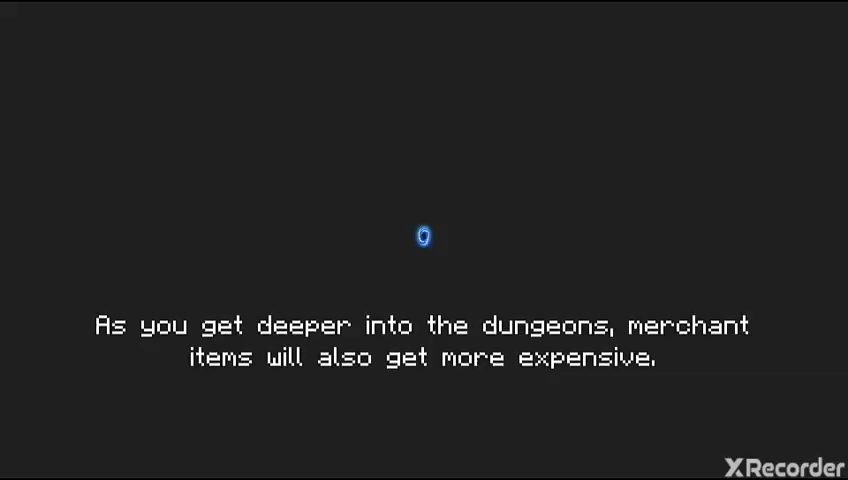 As you get deeper into the dungeons, merchant
items will also get more expensive.
XRecorder